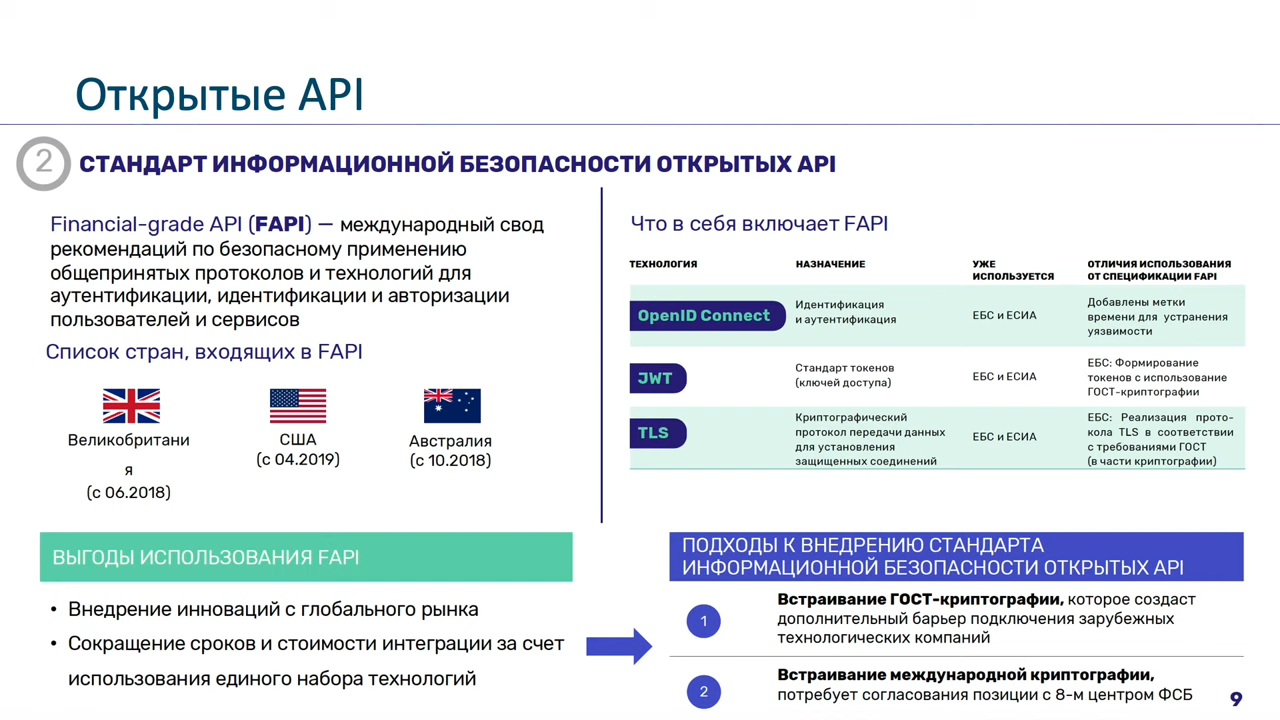 Открытые API
2
СТАНДАРТ ИНФОРМАЦИОННОЙ БЕЗОПАСНОСТИ ОТКРЫТЫХ API
Financial-grade API (FAPI) — международный свод
рекомендаций по безопасному применению
общепринятых протоколов и технологий для
аутентификации, идентификации и авторизации
пользователей и сервисов
Список стран, входящих в FAPI
Великобритани
я
(с 06.2018)
США
(с 04.2019)
Австралия
(с 10.2018)
Что в себя включает FAPI
ТЕХНОЛОГИЯ
НАЗНАЧЕНИЕ
УЖЕ
ИСПОЛЬЗУЕТСЯ
ОТЛИЧИЯ ИСПОЛЬЗОВАНИЯ
ОТ СПЕЦИФИКАЦИИ FAPI
OpenID Connect
Идентификация
и аутентификация
ЕБС и ЕСИА
Добавлены метки
времени для устранения
уязвимости
JWT
Стандарт токенов
(ключей доступа)
ЕБС и ЕСИА
ЕБС: Формирование
токенов с использование
ГОСТ-криптографии
TLS
Криптографический
протокол передачи данных
для установления
защищенных соединений
ЕБС и ЕСИА
ЕБС: Реализация прото-
кола TLS в соответствии
с требованиями ГОСТ
(в части криптографии)
ВЫГОДЫ ИСПОЛЬЗОВАНИЯ FAPI
• Внедрение инноваций с глобального рынка
• Сокращение сроков и стоимости интеграции за счет
использования единого набора технологий
ПОДХОДЫ К ВНЕДРЕНИЮ СТАНДАРТА
ИНФОРМАЦИОННОЙ БЕЗОПАСНОСТИ ОТКРЫТЫХ API
1
Встраивание ГОСТ-криптографии, которое создаст
дополнительный барьер подключения зарубежных
технологических компаний
2
Встраивание международной криптографии,
потребует согласования позиции с 8-м центром ФСБ
9